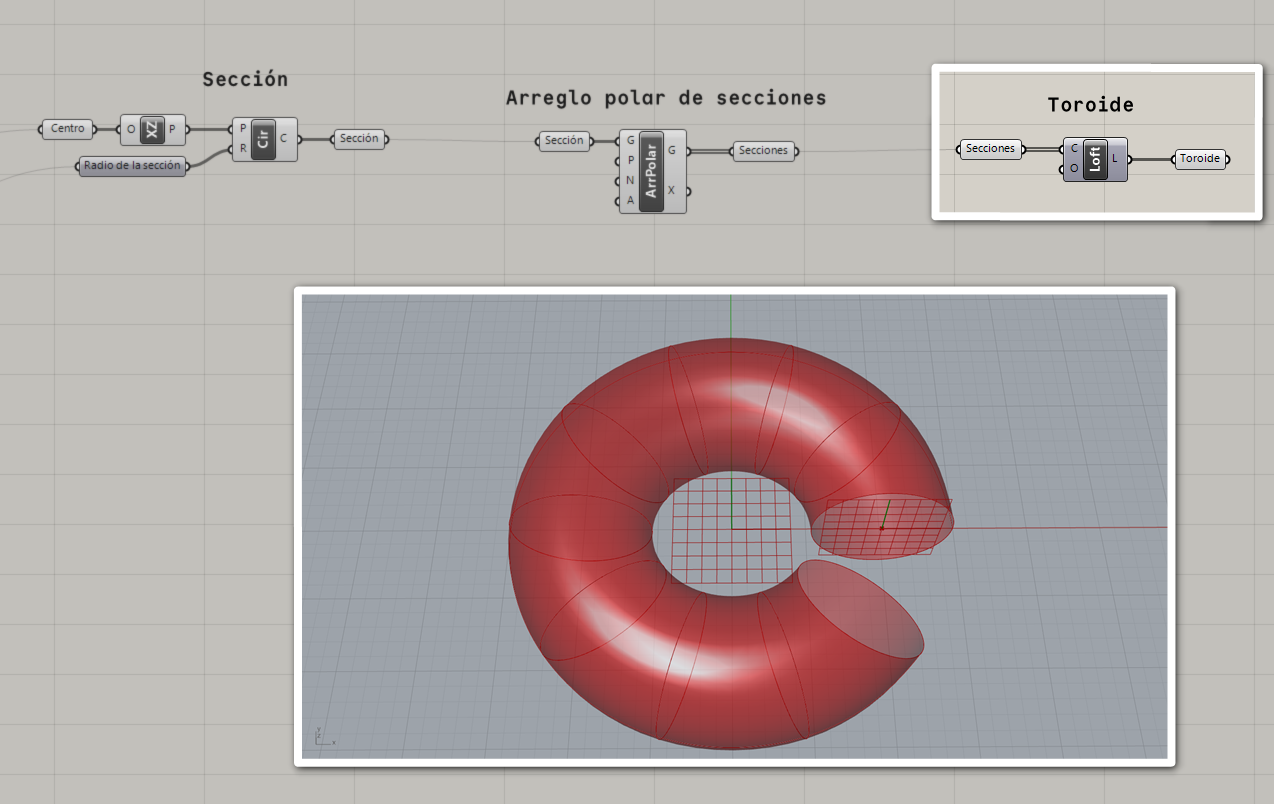 Sección
Centro
O XZ P
Radio de la sección
P R Cir C
Sección
Arreglo polar de secciones
Sección
G P N A ArrPolar G X
Secciones
Toroide
Secciones
C O Loft L
Toroide
x